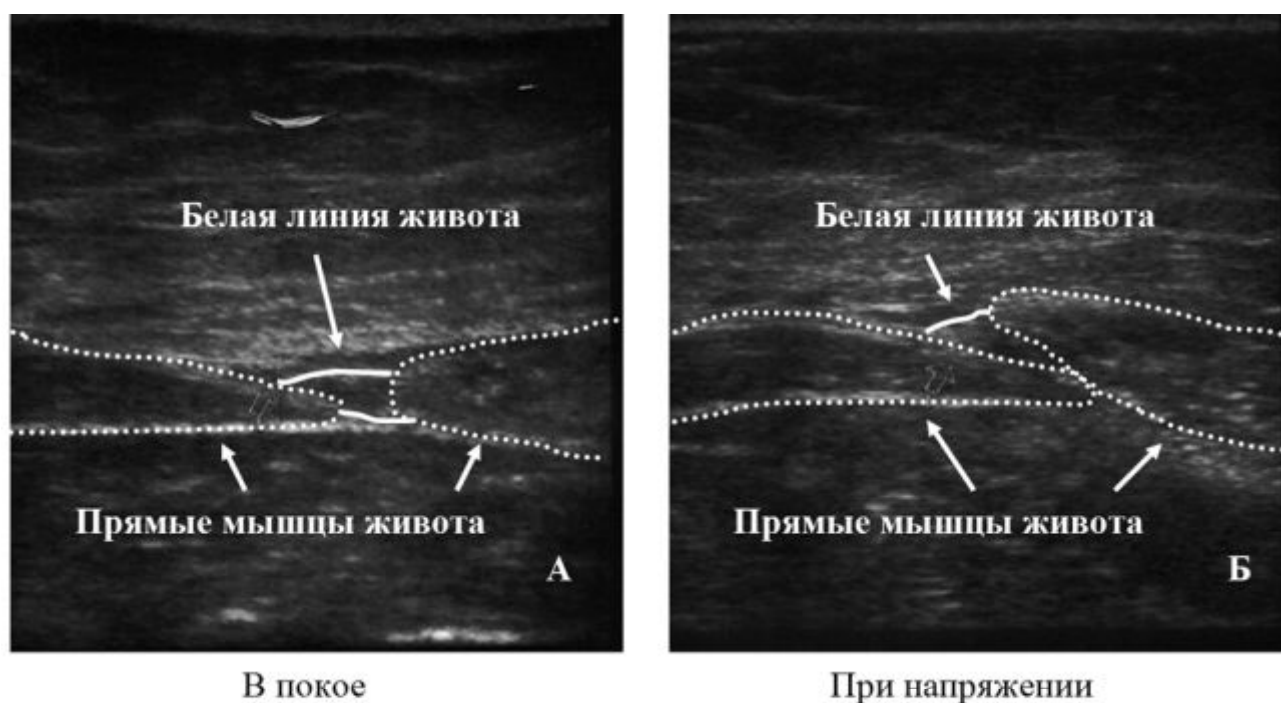 Белая линия живота
Прямые мышцы живота
А
В покое
Белая линия живота
Прямые мышцы живота
Б
При напряжении